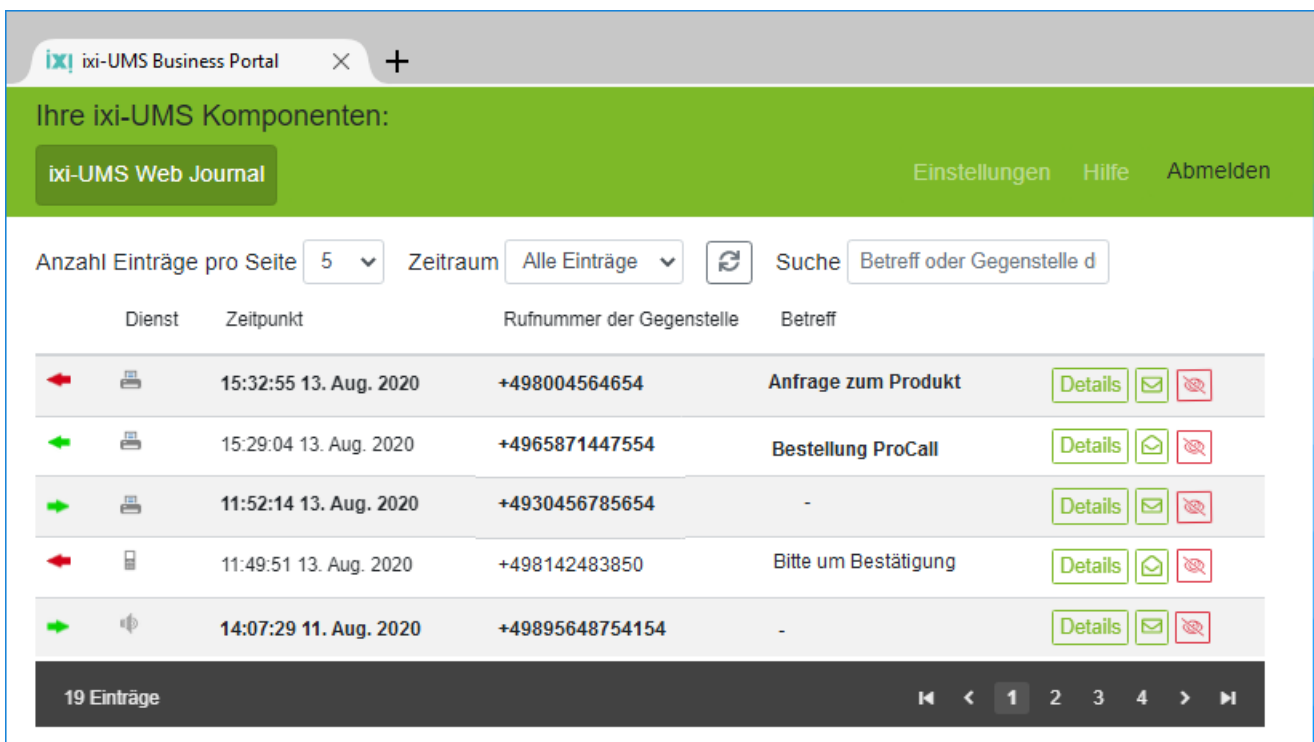 ixi ixi-UMS Business Portal
Ihre ixi-UMS Komponenten:
ixi-UMS Web Journal Einstellungen Hilfe Abmelden
Anzahl Einträge pro Seite 5 Zeitraum Alle Einträge Suche Betreff oder Gegenstelle d
Dienst Zeitpunkt Rufnummer der Gegenstelle Betreff
15:32:55 13. Aug. 2020 +498004564654 Anfrage zum Produkt Details
15:29:04 13. Aug. 2020 +4965871447554 Bestellung ProCall Details
11:52:14 13. Aug. 2020 +4930456785654 - Details
11:49:51 13. Aug. 2020 +498142483850 Bitte um Bestätigung Details
14:07:29 11. Aug. 2020 +49895648754154 - Details
19 Einträge 1 2 3 4